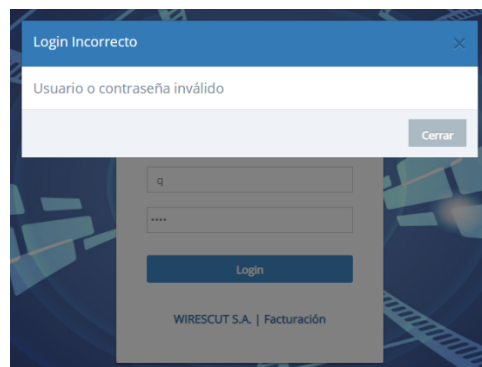 Login Incorrecto
×
Usuario o contraseña inválido
Cerrar
q
••••
Login
WIRESCUT S.A. | Facturación